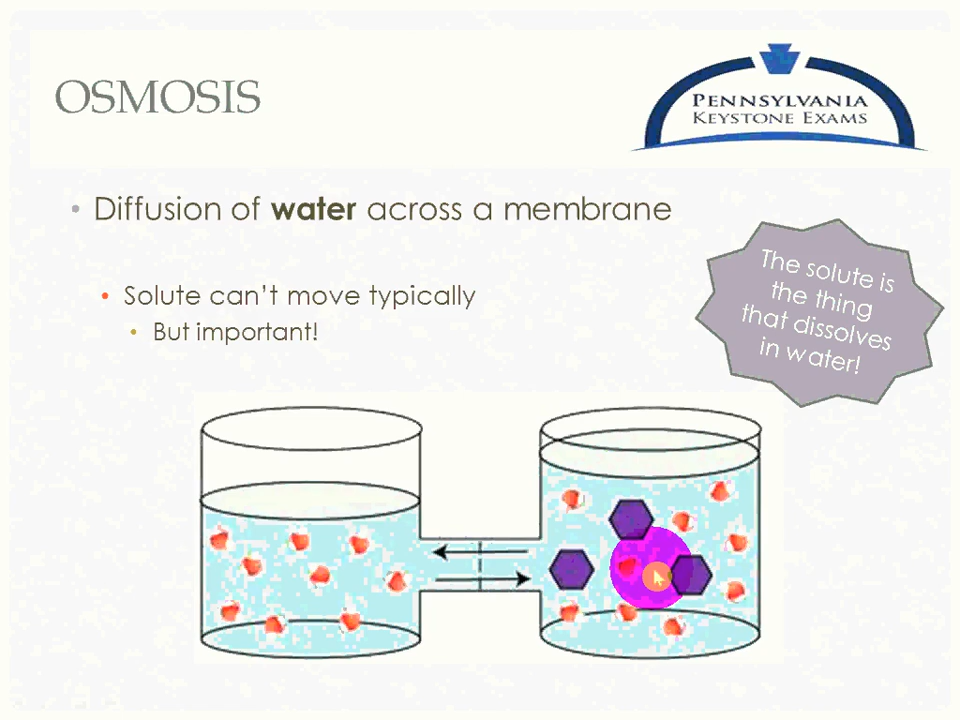 OSMOSIS
PENNSYLVANIA
KEYSTONE EXAMS
• Diffusion of water across a membrane
• Solute can't move typically
• But important!
The solute is
the thing
that dissolves
in water!